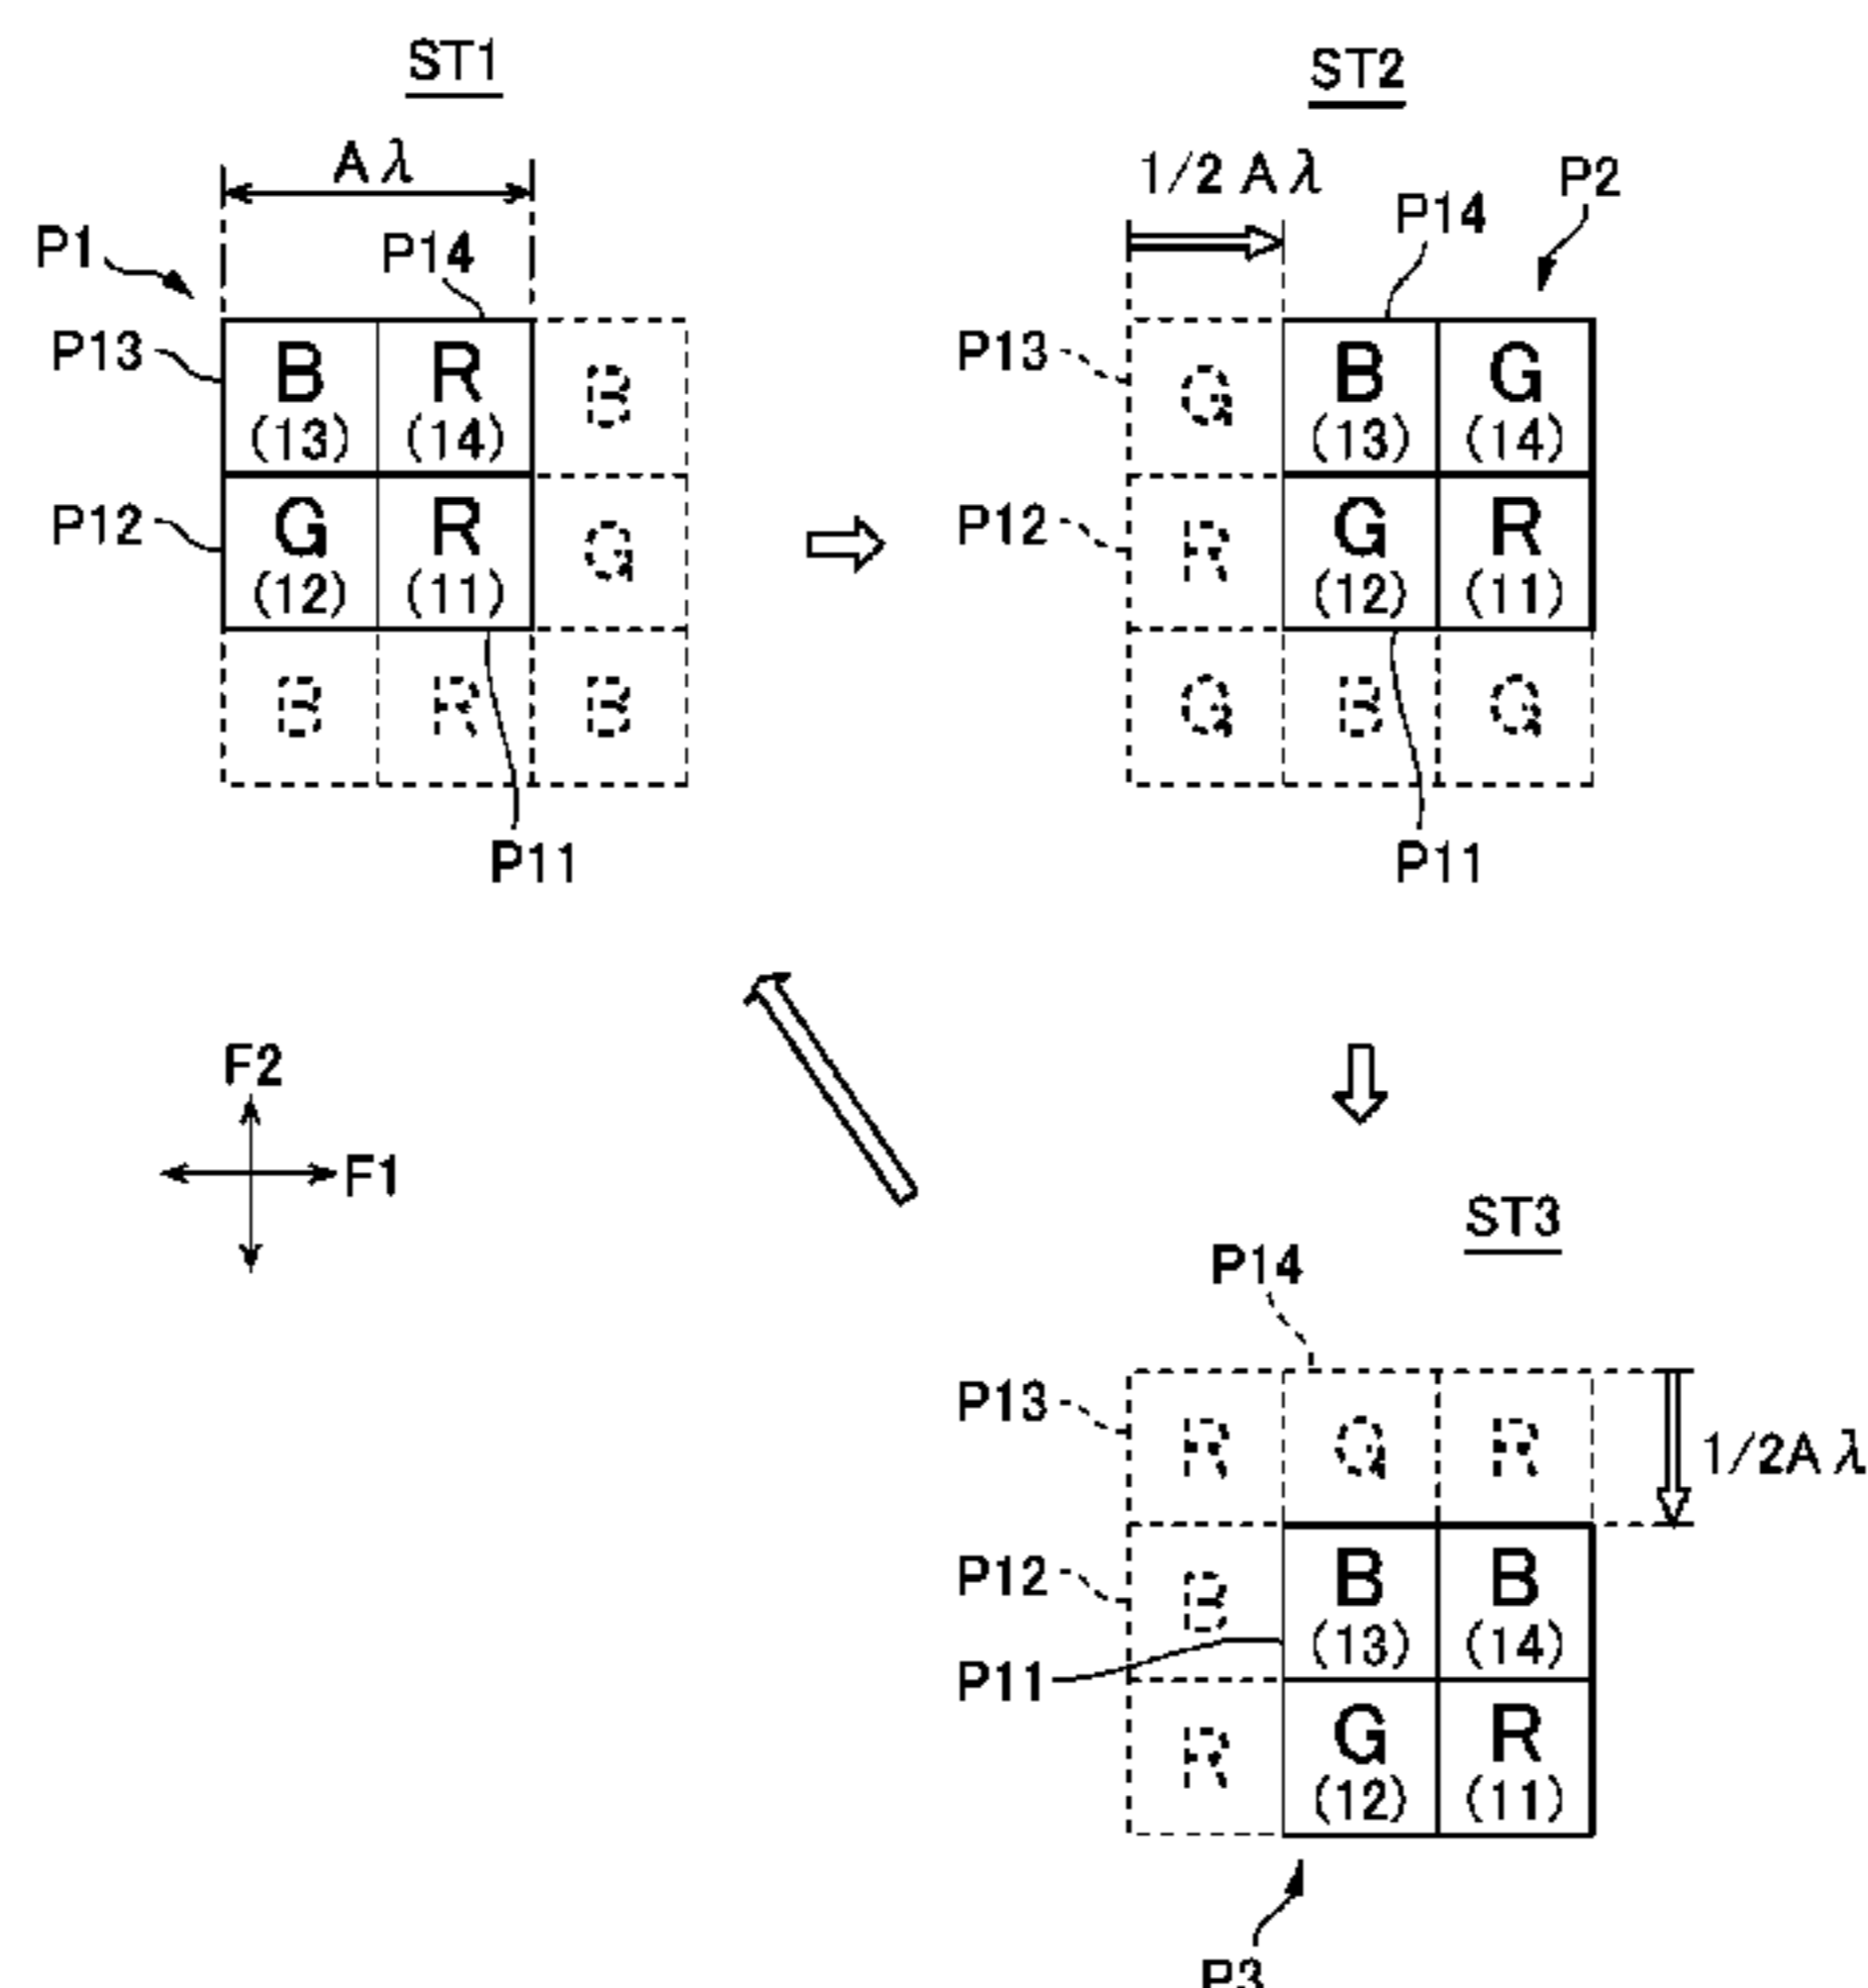 ST1
Aλ
P1
P14
P13
B R B
(13) (14)
P12
G R G
(12) (11)
B R B
P11
ST2
1/2 Aλ
P2
P14
P13
G B G
(13) (14)
P12
R G R
(12) (11)
G B G
P11
F2
F1
ST3
P14
P13
R G R
1/2Aλ
P12
B B B
(13) (14)
P11
R G R
(12) (11)
P3